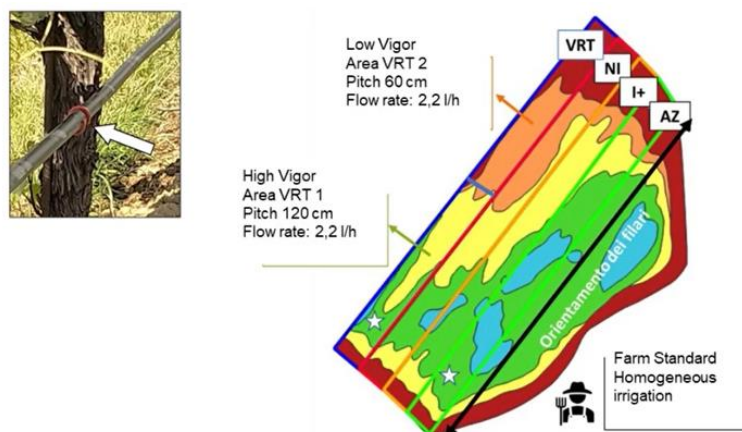 Low Vigor
Area VRT 2
Pitch 60 cm
Flow rate: 2,2 l/h
High Vigor
Area VRT 1
Pitch 120 cm
Flow rate: 2,2 l/h
VRT
NI
I+
AZ
Orientamento dei filari
Farm Standard
Homogeneous
irrigation